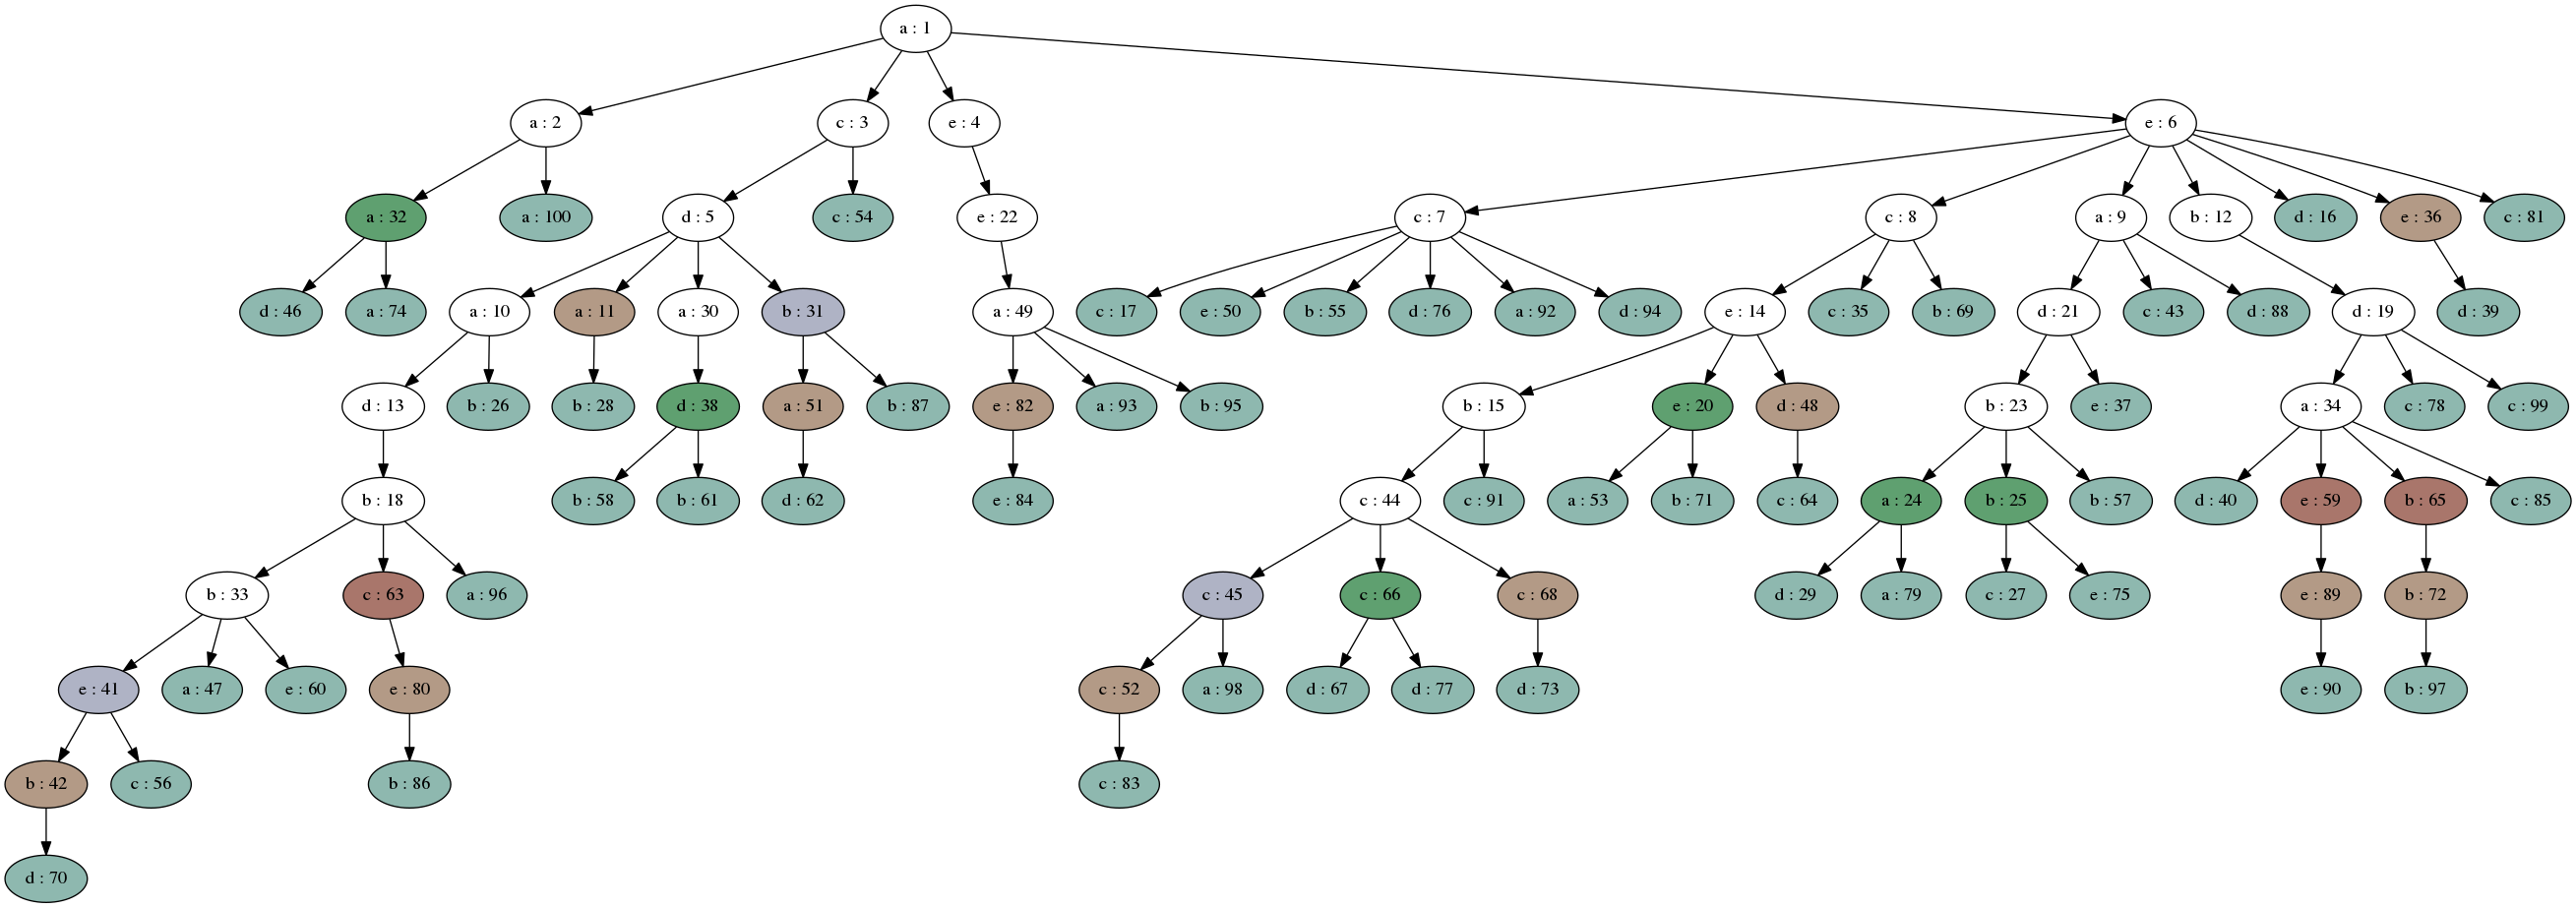 a : 1
a : 2
c : 3
e : 4
e : 6
a : 32
a : 100
d : 5
c : 54
e : 22
c : 7
c : 8
a : 9
b : 12
d : 16
e : 36
c : 81
d : 46
a : 74
a : 10
a : 11
a : 30
b : 31
a : 49
c : 17
e : 50
b : 55
d : 76
a : 92
d : 94
e : 14
c : 35
b : 69
d : 21
c : 43
d : 88
d : 19
d : 39
d : 13
b : 26
b : 28
d : 38
a : 51
b : 87
e : 82
a : 93
b : 95
b : 15
e : 20
d : 48
b : 23
e : 37
a : 34
c : 78
c : 99
b : 18
b : 58
b : 61
d : 62
e : 84
c : 44
c : 91
a : 53
b : 71
c : 64
a : 24
b : 25
b : 57
d : 40
e : 59
b : 65
c : 85
b : 33
c : 63
a : 96
c : 45
c : 66
c : 68
d : 29
a : 79
c : 27
e : 75
e : 89
b : 72
e : 41
a : 47
e : 60
e : 80
c : 52
a : 98
d : 67
d : 77
d : 73
e : 90
b : 97
b : 42
c : 56
b : 86
c : 83
d : 70